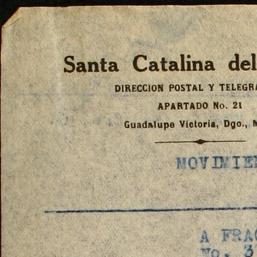 Santa Catalina del
DIRECCION POSTAL Y TELEGRA
APARTADO No. 21
Guadalupe Victoria, Dgo., M
MOVIMIEN
A FRAC
No. 3